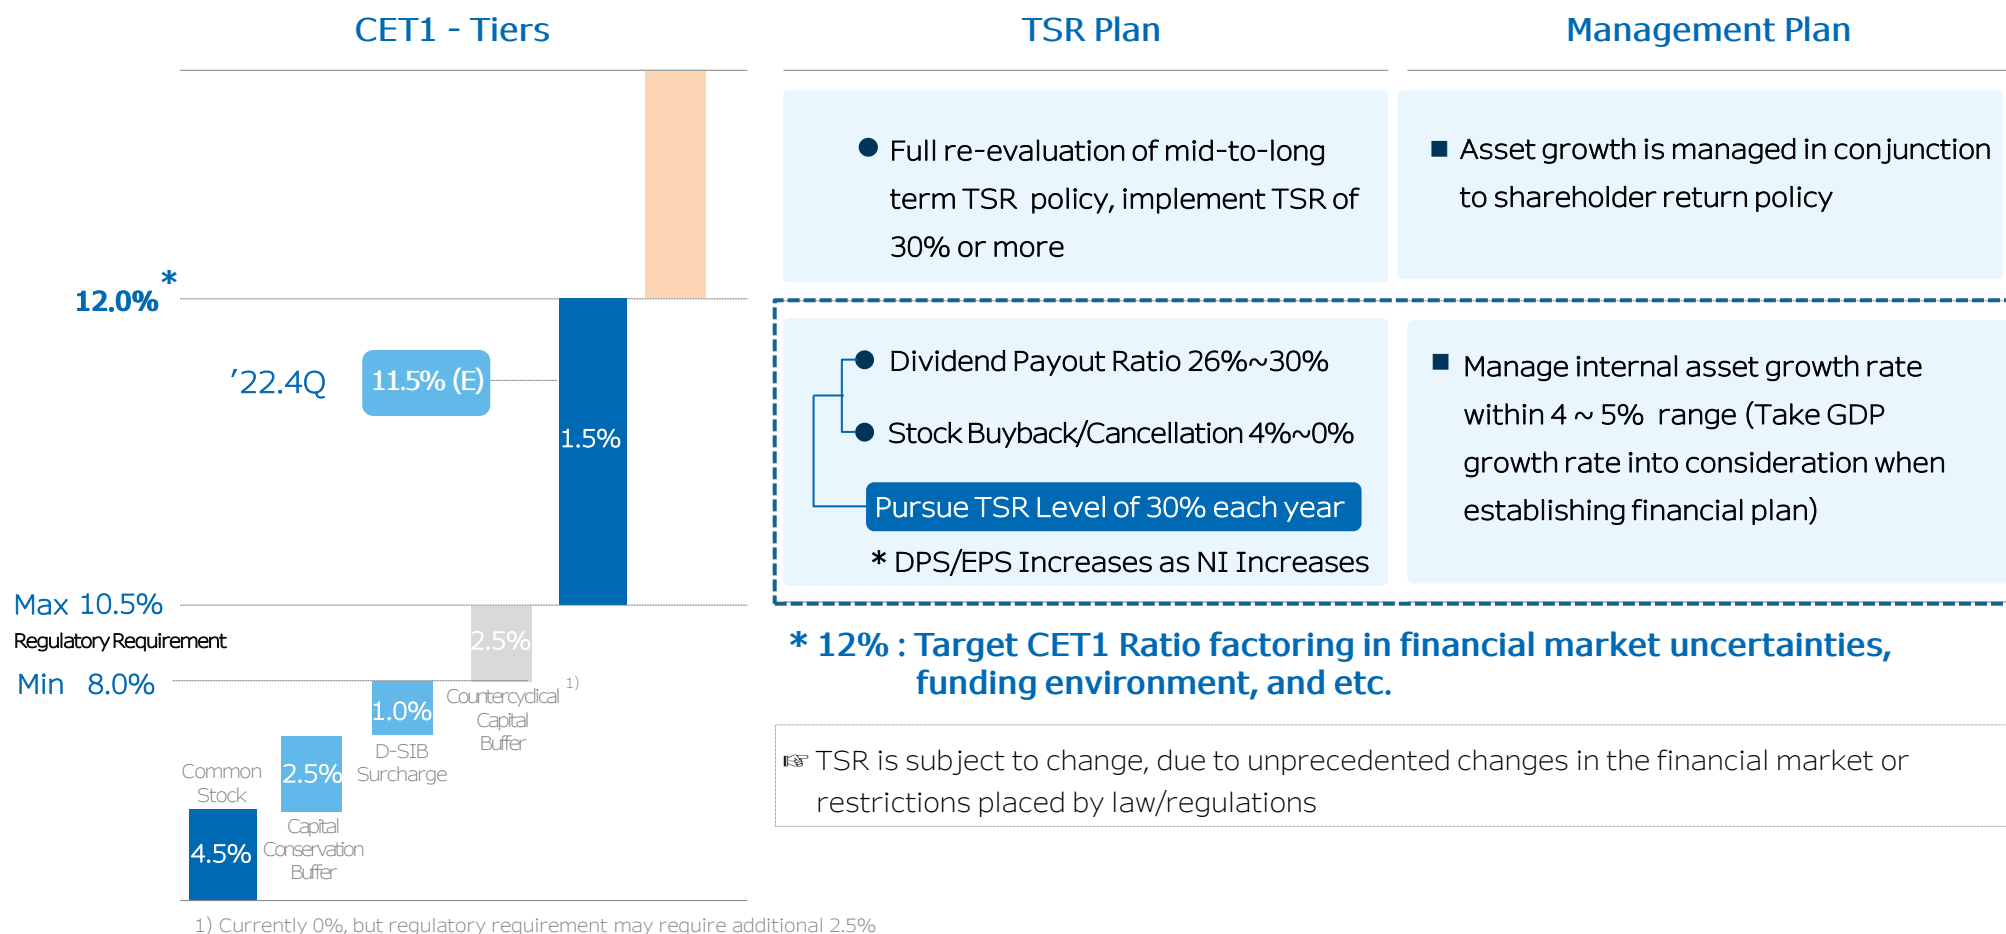 CET1 - Tiers
12.0% *
’22.4Q
11.5% (E)
1.5%
Max 10.5%
Regulatory Requirement
2.5%
Min 8.0%
Countercyclical 1)
Capital
Buffer
1.0%
D-SIB
Surcharge
Common
Stock
2.5%
Capital
Conservation
Buffer
4.5%
1) Currently 0%, but regulatory requirement may require additional 2.5%
TSR Plan
● Full re-evaluation of mid-to-long
term TSR policy, implement TSR of
30% or more
● Dividend Payout Ratio 26%~30%
● Stock Buyback/Cancellation 4%~0%
Pursue TSR Level of 30% each year
* DPS/EPS Increases as NI Increases
Management Plan
■ Asset growth is managed in conjunction
to shareholder return policy
■ Manage internal asset growth rate
within 4 ~ 5% range (Take GDP
growth rate into consideration when
establishing financial plan)
* 12% : Target CET1 Ratio factoring in financial market uncertainties,
funding environment, and etc.
☞ TSR is subject to change, due to unprecedented changes in the financial market or
restrictions placed by law/regulations